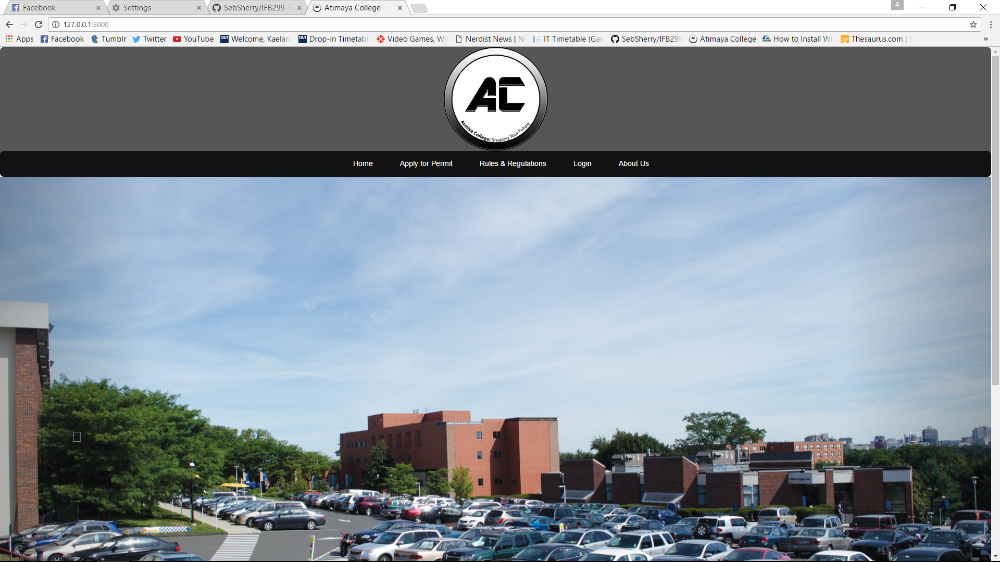 Facebook
Settings
SebSherry/IFB299-T
Atimaya College
127.0.0.1:5000
Apps
Facebook
Tumblr
Twitter
YouTube
Welcome, Kaelan
Drop-in Timetabl
Video Games, Wi
Nerdist News | N
IT Timetable (Gar
SebSherry/IFB299
Atimaya College
How to Install Wi
Thesaurus.com | F
»
AC
Atmiya College: Shaping Your Future
Home
Apply for Permit
Rules & Regulations
Login
About Us